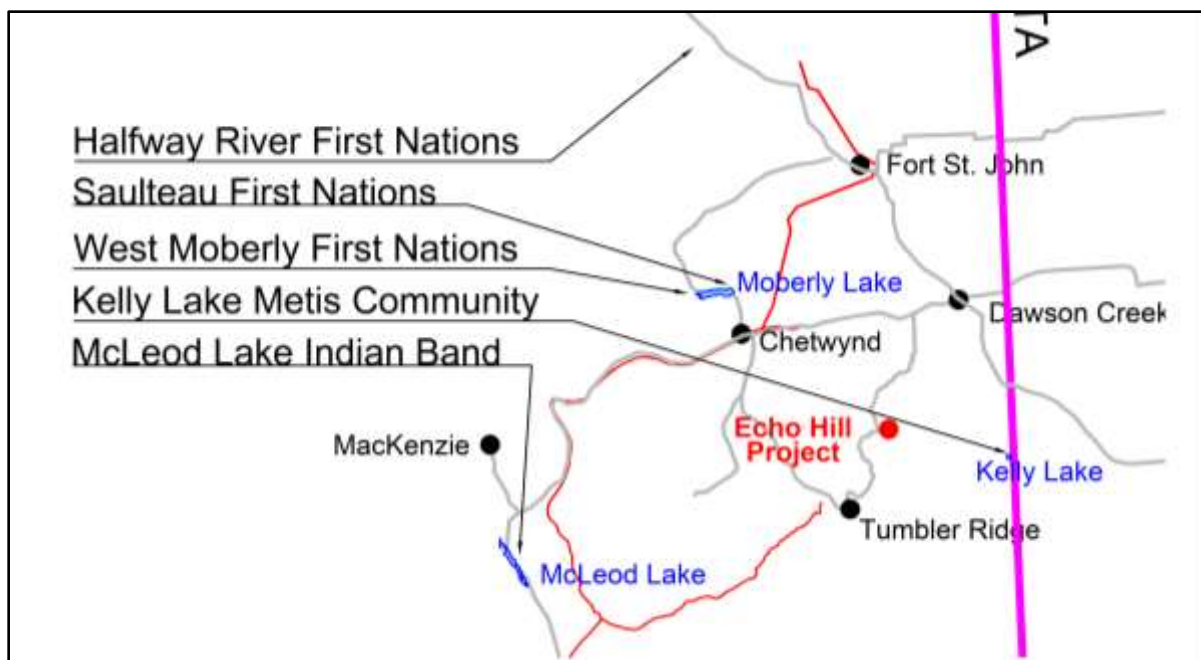 TA
Halfway River First Nations
Saulteau First Nations
West Moberly First Nations
Kelly Lake Metis Community
McLeod Lake Indian Band
Fort St. John
Moberly Lake
Dawson Creek
Chetwynd
Echo Hill
Project
MacKenzie
Kelly Lake
Tumbler Ridge
McLeod Lake